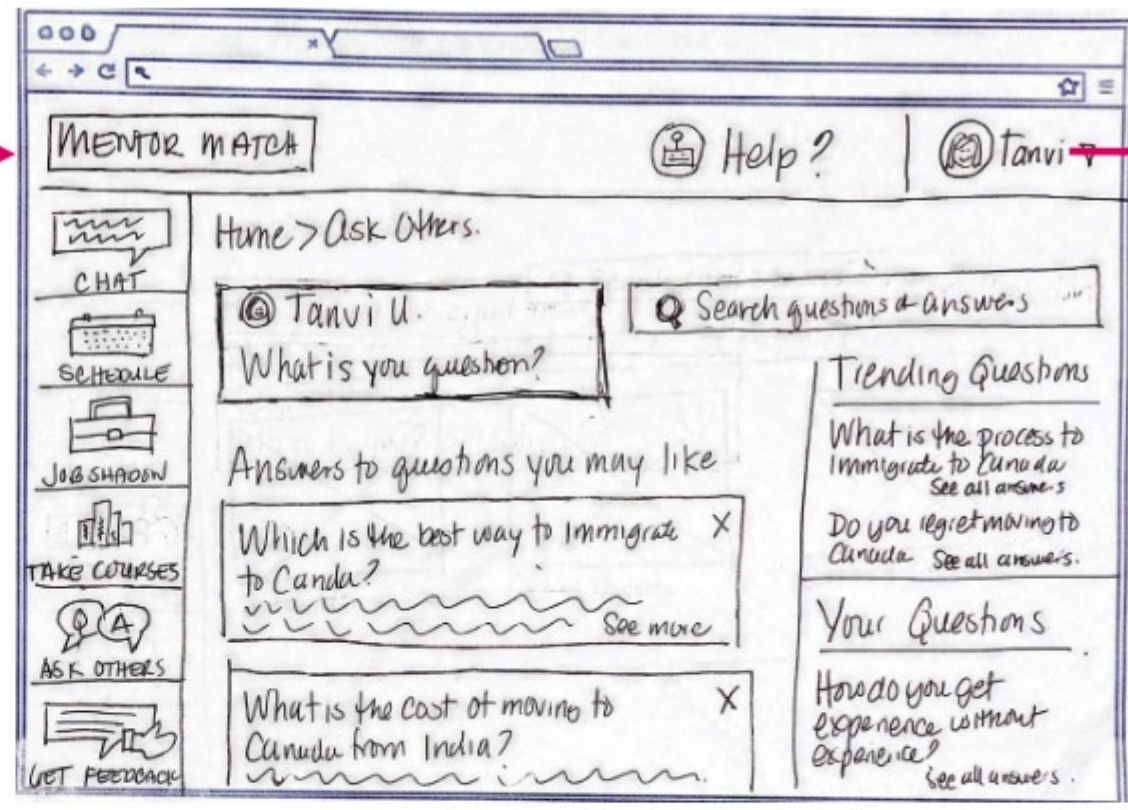 MENTOR MATCH
Help?
Tanvi
CHAT
SCHEDULE
JOB SHADOW
TAKE COURSES
Q A
ASK OTHERS
GET FEEDBACK
Home > Ask Others.
Tanvi U.
What is you question?
Search questions & answers
Answers to questions you may like
Which is the best way to immigrate
to Canda?
See more
X
What is the cost of moving to
Canada from India?
X
Trending Questions
What is the process to
immigrate to Canada
See all answers
Do you regret moving to
Canada See all answers.
Your Questions
How do you get
experience without
experience?
See all answers.